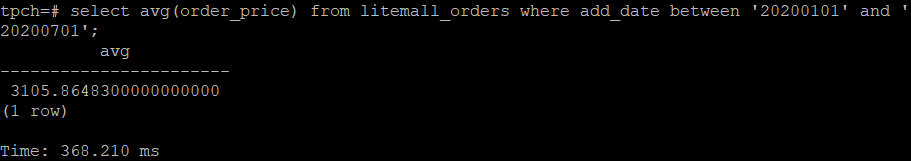 tpch=# select avg(order_price) from litemall_orders where add_date between '20200101' and '
20200701';
          avg
-----------------------
 3105.8648300000000000
(1 row)
Time: 368.210 ms